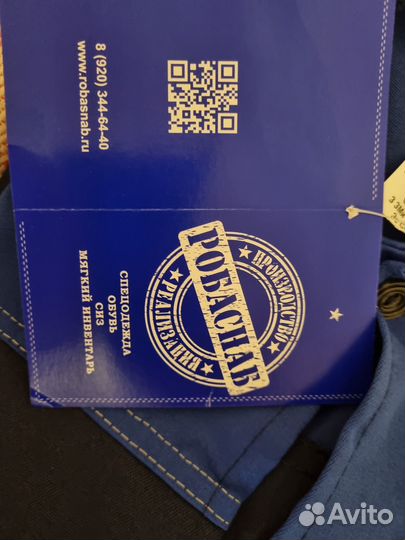 8 (920) 344-64-40
www.robasnab.ru
ПРОИЗВОДСТВО
РОБАСНАБ
РЕАЛИЗАЦИЯ
СПЕЦОДЕЖДА
ОБУВЬ
СИЗ
МЯГКИЙ ИНВЕНТАРЬ
Avito